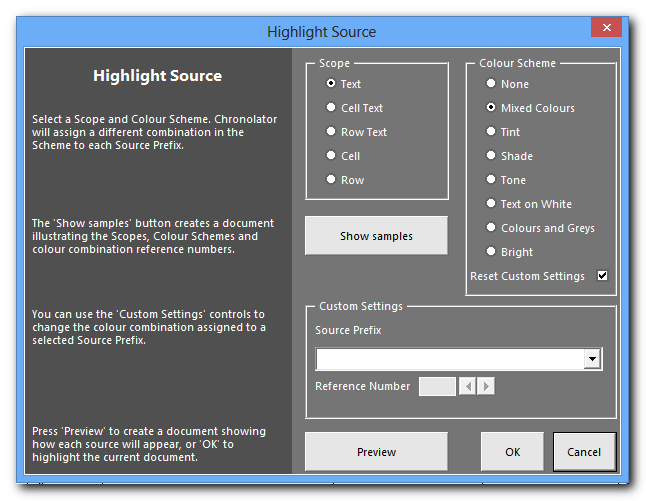 Highlight Source
Highlight Source
Select a Scope and Colour Scheme. Chronolator
will assign a different combination in the
Scheme to each Source Prefix.
The 'Show samples' button creates a document
illustrating the Scopes, Colour Schemes and
colour combination reference numbers.
You can use the 'Custom Settings' controls to
change the colour combination assigned to a
selected Source Prefix.
Press 'Preview' to create a document showing
how each source will appear, or 'OK' to
highlight the current document.
Scope
Text
Cell Text
Row Text
Cell
Row
Show samples
Colour Scheme
None
Mixed Colours
Tint
Shade
Tone
Text on White
Colours and Greys
Bright
Reset Custom Settings
Custom Settings
Source Prefix
Reference Number
Preview
OK
Cancel